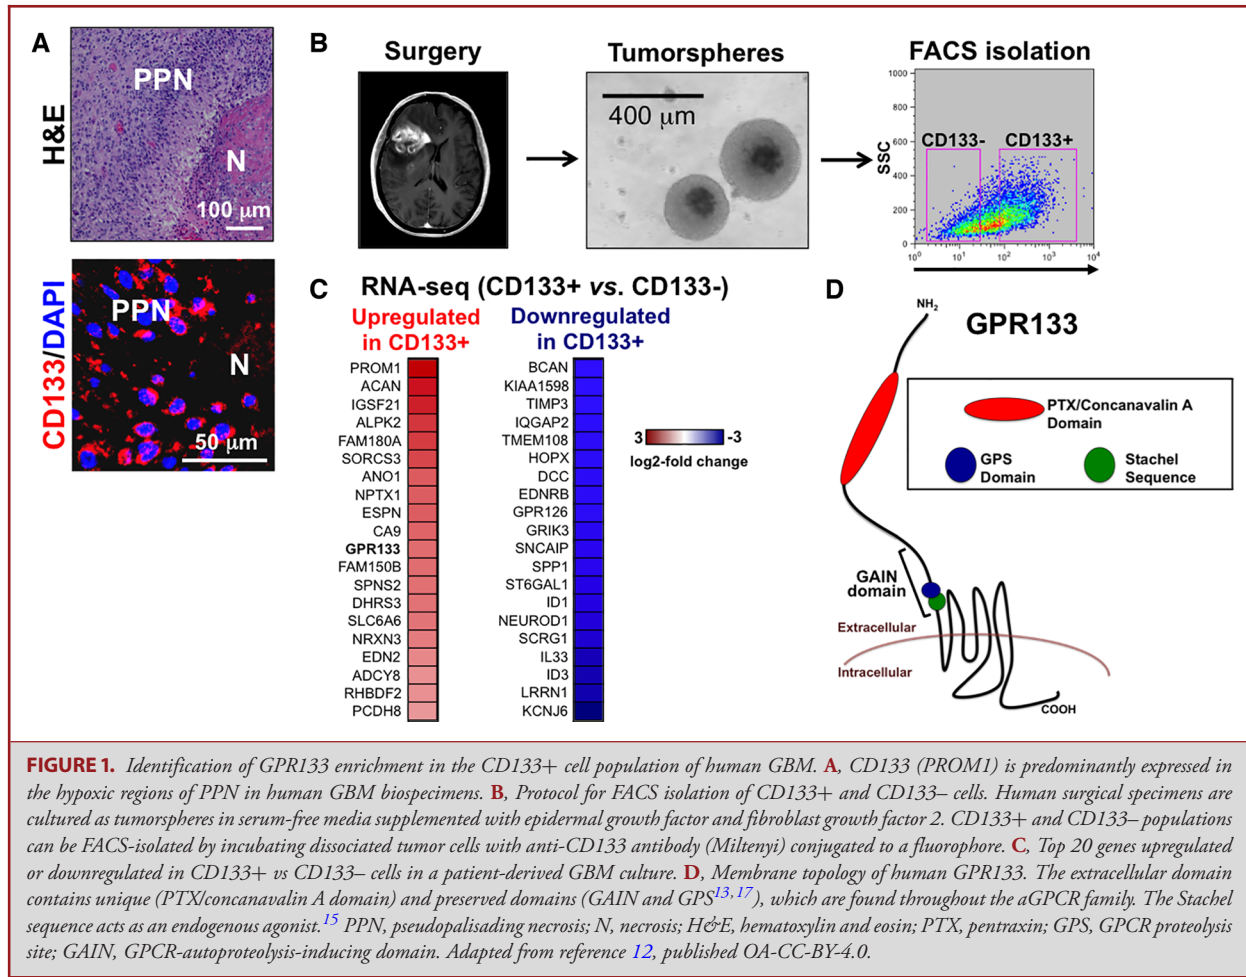 A
H&E
PPN
N
100 μm
CD133/DAPI
PPN
N
50 μm
B
Surgery
Tumorspheres
400 μm
FACS isolation
SSC
1000
800
600
400
200
0
CD133-
CD133+
10⁰ 10¹ 10² 10³ 10⁴
C
RNA-seq (CD133+ vs. CD133-)
Upregulated
in CD133+
PROM1
ACAN
IGSF21
ALPK2
FAM180A
SORCS3
ANO1
NPTX1
ESPN
CA9
GPR133
FAM150B
SPNS2
DHRS3
SLC6A6
NRXN3
EDN2
ADCY8
RHBDF2
PCDH8
Downregulated
in CD133+
BCAN
KIAA1598
TIMP3
IQGAP2
TMEM108
HOPX
DCC
EDNRB
GPR126
GRIK3
SNCAIP
SPP1
ST6GAL1
ID1
NEUROD1
SCRG1
IL33
ID3
LRRN1
KCNJ6
3 -3
log2-fold change
D
NH₂
GPR133
PTX/Concanavalin A
Domain
GPS
Domain
Stachel
Sequence
GAIN
domain
Extracellular
Intracellular
COOH
FIGURE 1. Identification of GPR133 enrichment in the CD133+ cell population of human GBM. A, CD133 (PROM1) is predominantly expressed in
the hypoxic regions of PPN in human GBM biospecimens. B, Protocol for FACS isolation of CD133+ and CD133– cells. Human surgical specimens are
cultured as tumorspheres in serum-free media supplemented with epidermal growth factor and fibroblast growth factor 2. CD133+ and CD133– populations
can be FACS-isolated by incubating dissociated tumor cells with anti-CD133 antibody (Miltenyi) conjugated to a fluorophore. C, Top 20 genes upregulated
or downregulated in CD133+ vs CD133– cells in a patient-derived GBM culture. D, Membrane topology of human GPR133. The extracellular domain
contains unique (PTX/concanavalin A domain) and preserved domains (GAIN and GPS13,17), which are found throughout the aGPCR family. The Stachel
sequence acts as an endogenous agonist.15 PPN, pseudopalisading necrosis; N, necrosis; H&E, hematoxylin and eosin; PTX, pentraxin; GPS, GPCR proteolysis
site; GAIN, GPCR-autoproteolysis-inducing domain. Adapted from reference 12, published OA-CC-BY-4.0.